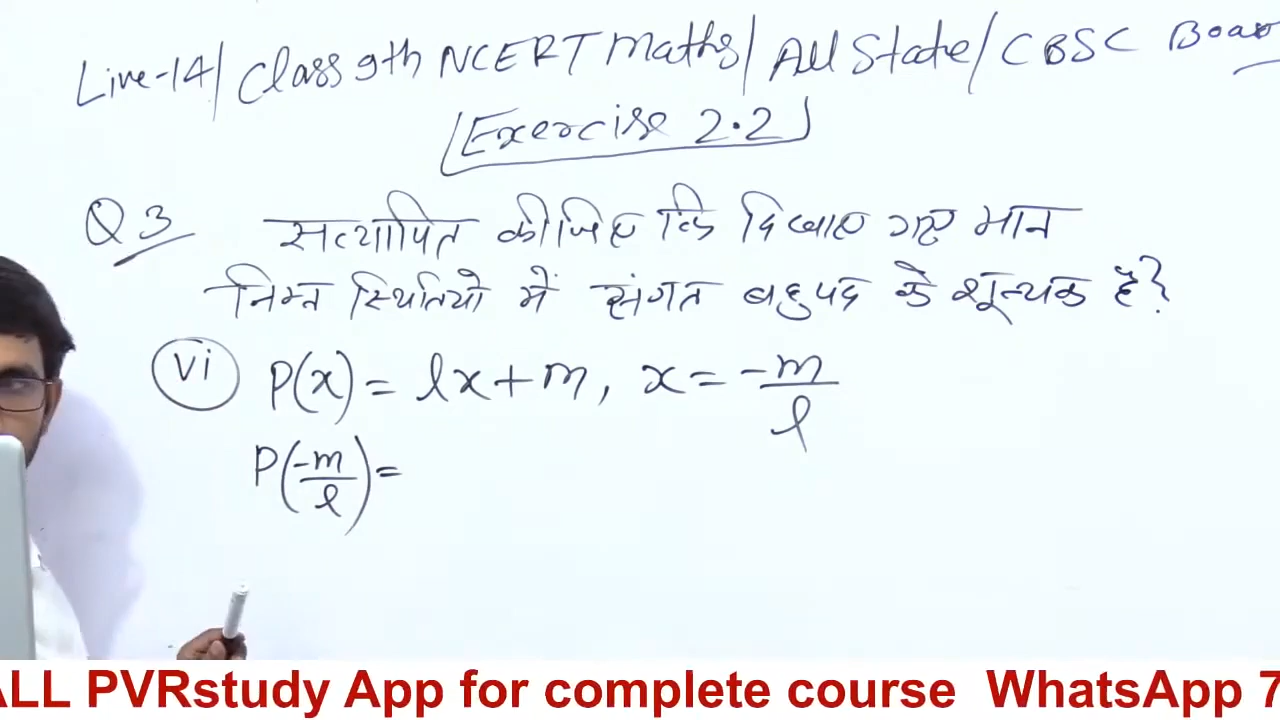 Live-14/ Class 9th NCERT Maths/ All State/ CBSC Boar
Exercise 2.2
Q 3 सत्यापित कीजिए कि दिखाए गए मान
निम्न स्थितियो में संगत बहुपद के शून्यक है?
vi P(x) = lx + m, x = -m/l
P(-m/l) =
ALL PVRstudy App for complete course WhatsApp 7